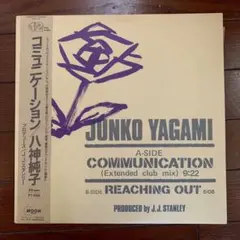 コミュニケーション/八神純子
JUNKO YAGAMI
A-SIDE
COMMUNICATION
(Extended club mix) 9:22
B-SIDE REACHING OUT
PRODUCED by J. J. STANLEY